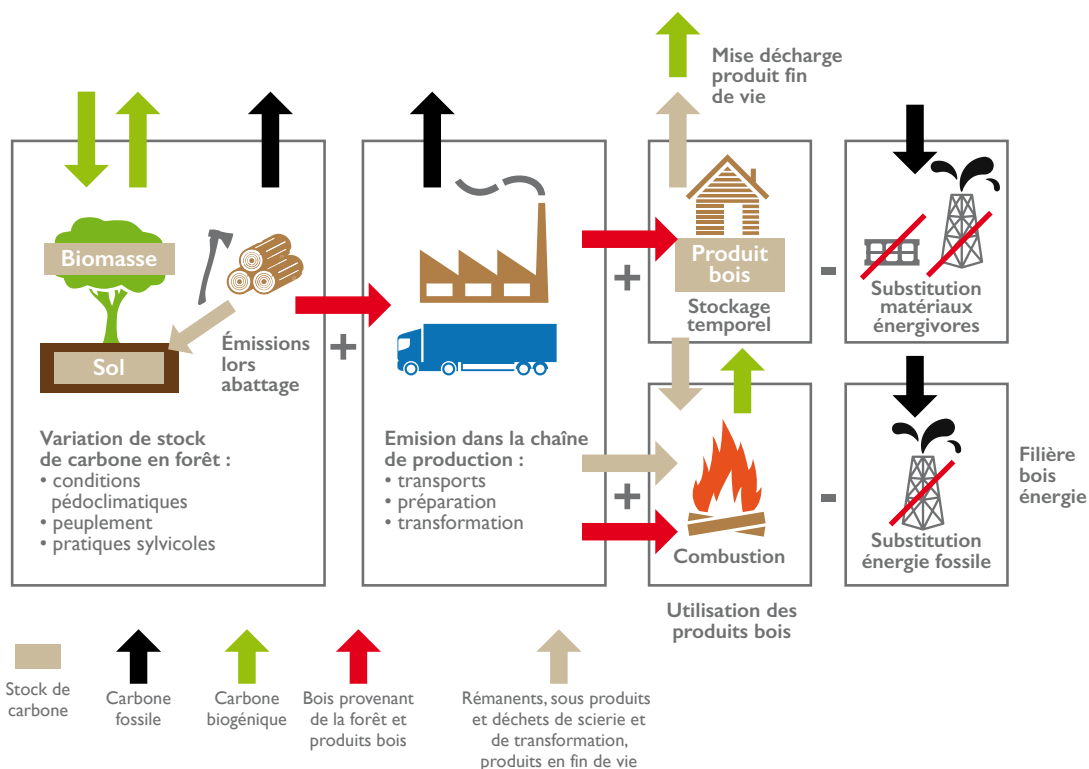 Mise décharge
produit fin
de vie
Biomasse
Sol
Émissions
lors
abattage
Variation de stock
de carbone en forêt :
• conditions
pédoclimatiques
• peuplement
• pratiques sylvicoles
+
Emision dans la chaîne
de production :
• transports
• préparation
• transformation
+
Produit
bois
Stockage
temporel
-
Substitution
matériaux
énergivores
+
Combustion
-
Substitution
énergie fossile
Filière
bois
énergie
Utilisation des
produits bois
Stock de
carbone
Carbone
fossile
Carbone
biogénique
Bois provenant
de la forêt et
produits bois
Rémanents, sous produits
et déchets de scierie et
de transformation,
produits en fin de vie